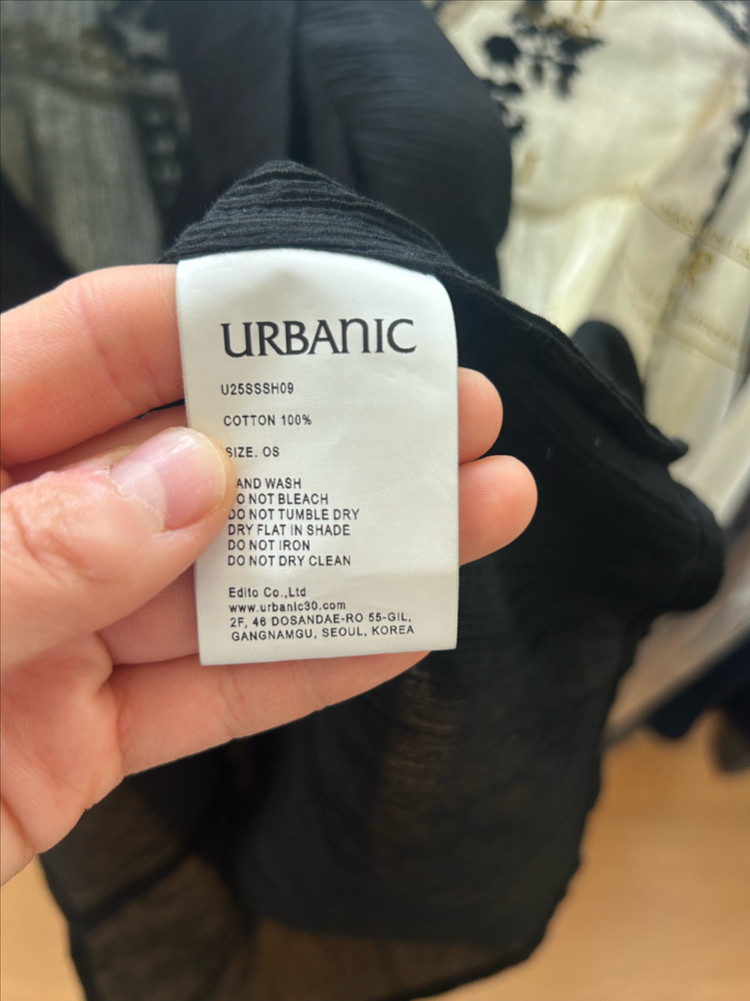 URBANIC
U25SSSH09
COTTON 100%
SIZE. OS
AND WASH
O NOT BLEACH
DO NOT TUMBLE DRY
DRY FLAT IN SHADE
DO NOT IRON
DO NOT DRY CLEAN
Edito Co.,Ltd
www.urbanic30.com
2F, 46 DOSANDAE-RO 55-GIL,
GANGNAMGU, SEOUL, KOREA